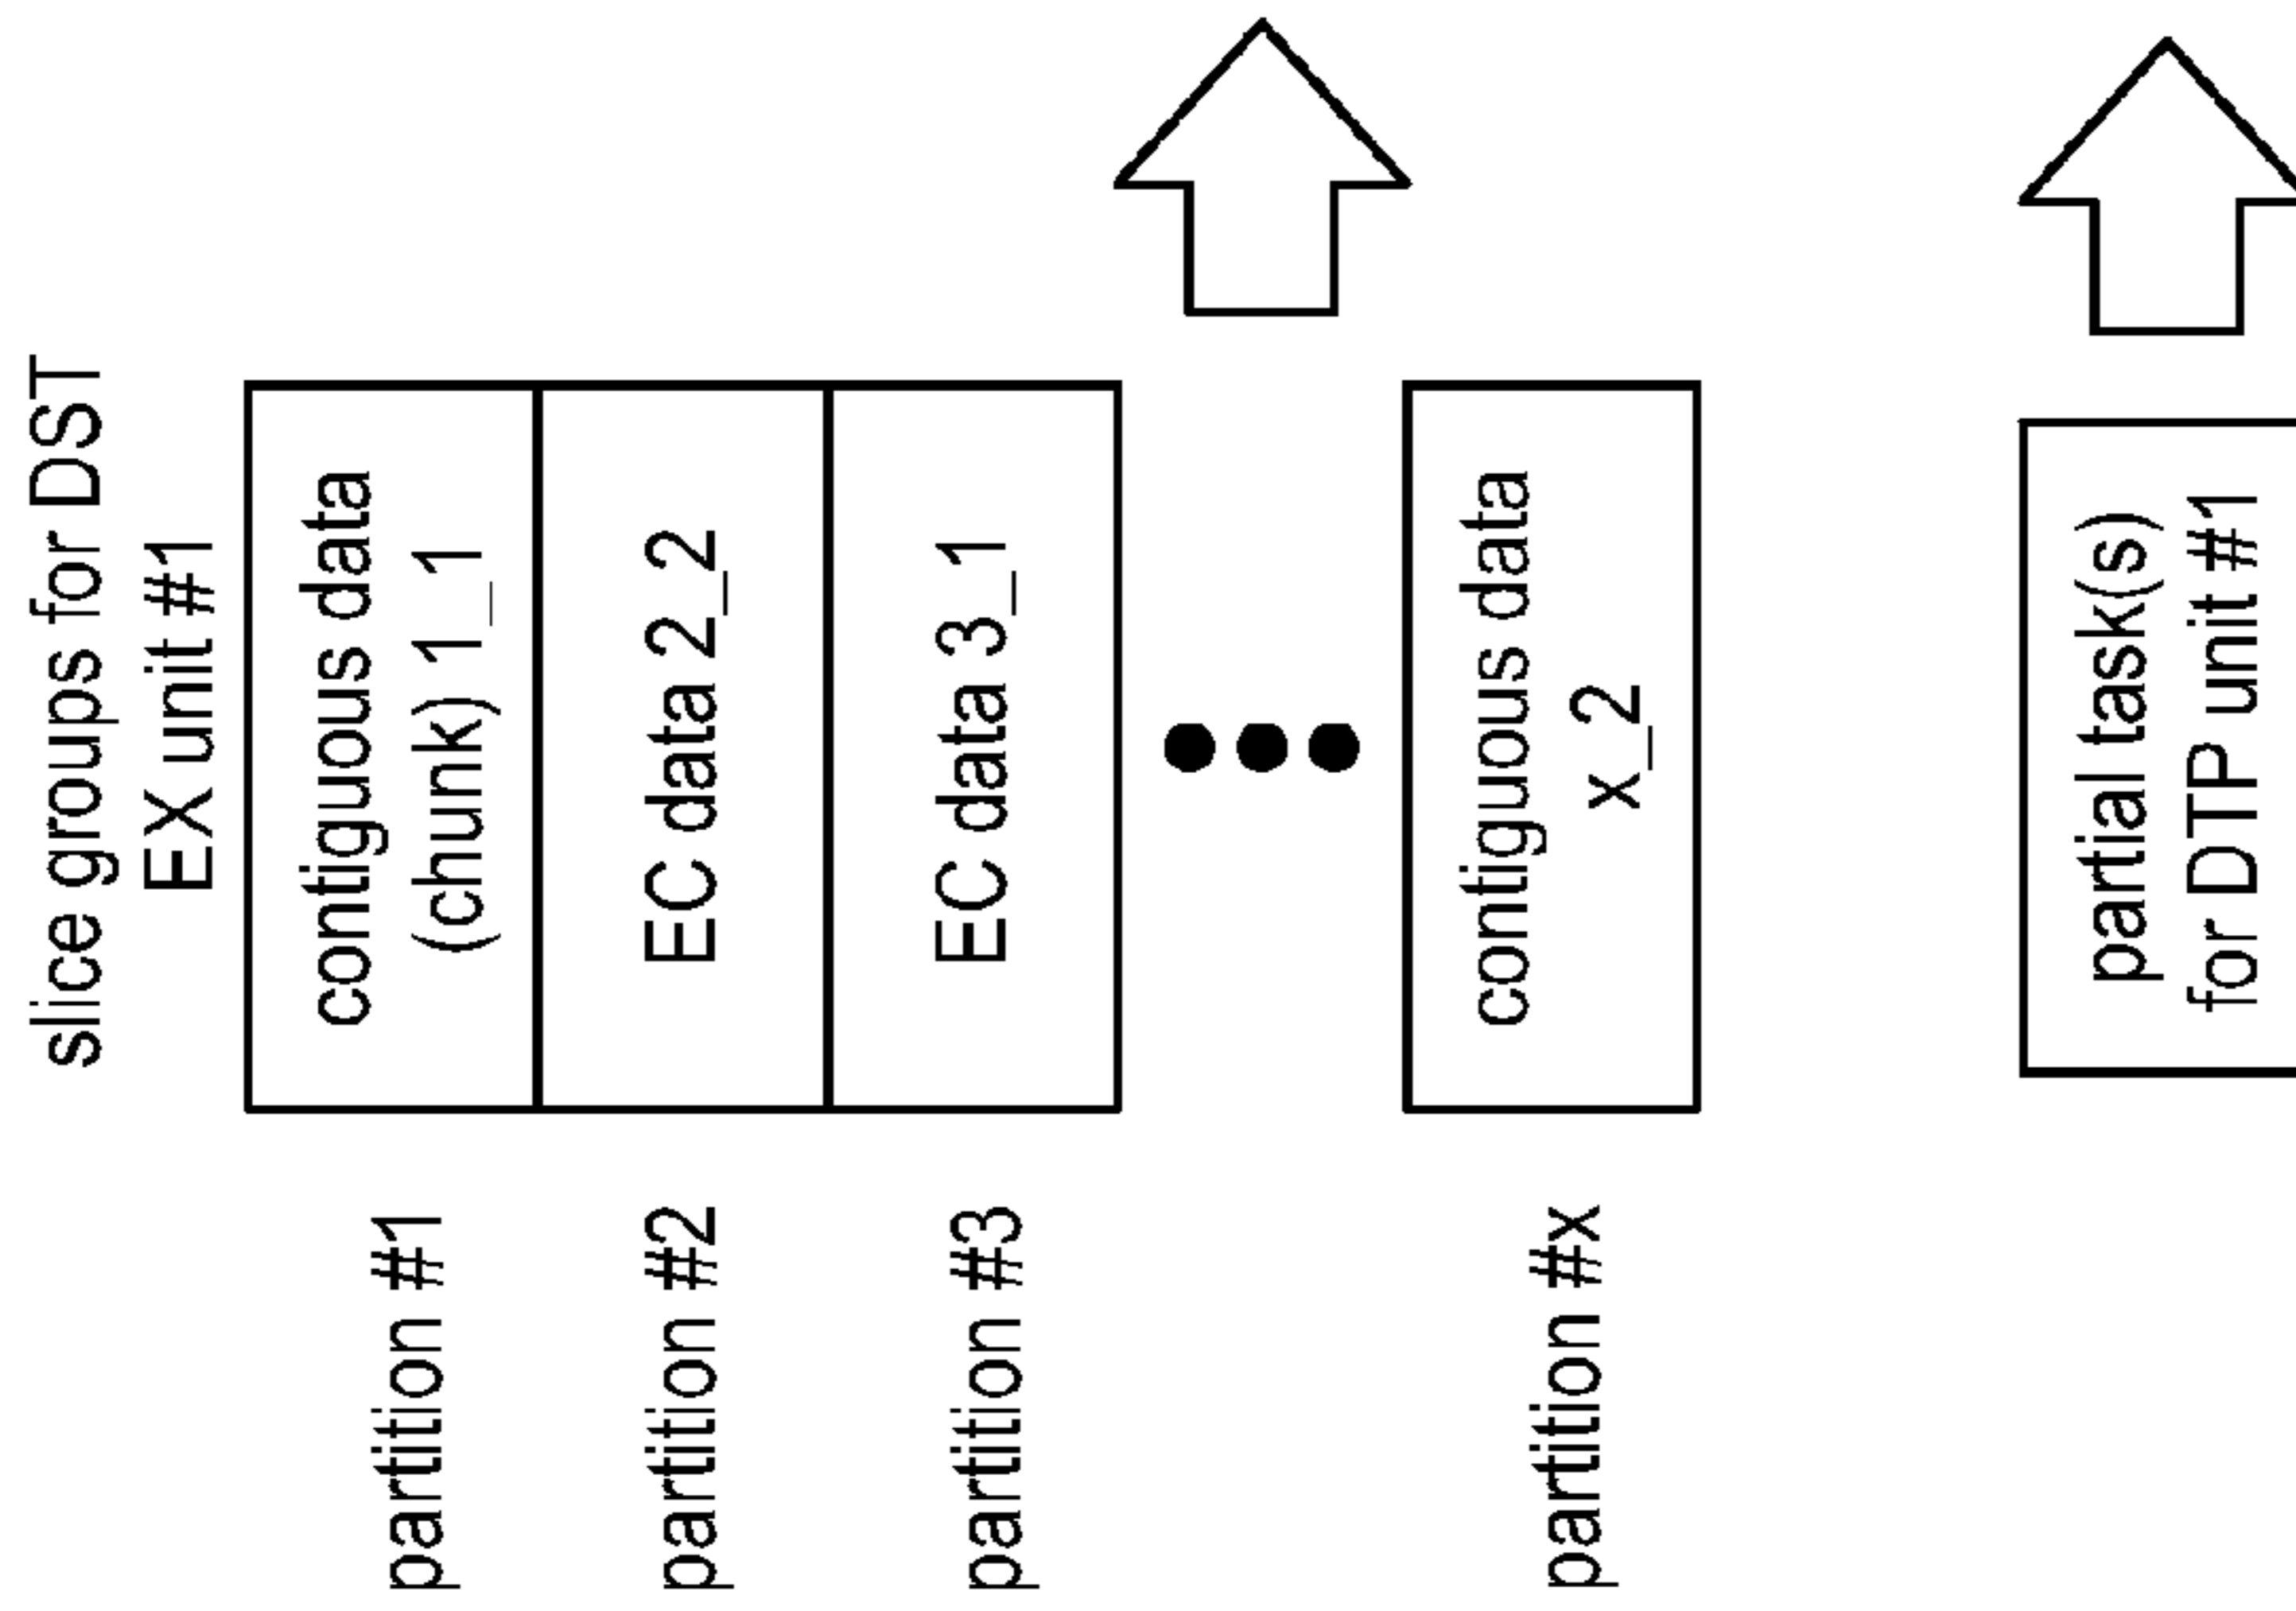 slice groups for DST
EX unit #1
partition #1
contiguous data
(chunk) 1_1
partition #2
EC data 2_2
partition #3
EC data 3_1
partition #x
contiguous data
x_2
partial task(s)
for DTP unit #1